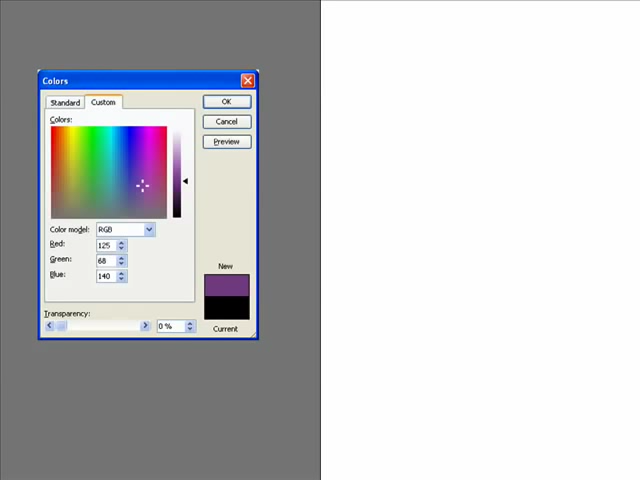 Colors
Standard Custom
OK
Cancel
Preview
Colors:
Color model: RGB
Red: 125
Green: 68
Blue: 140
New
Current
Transparency:
0 %